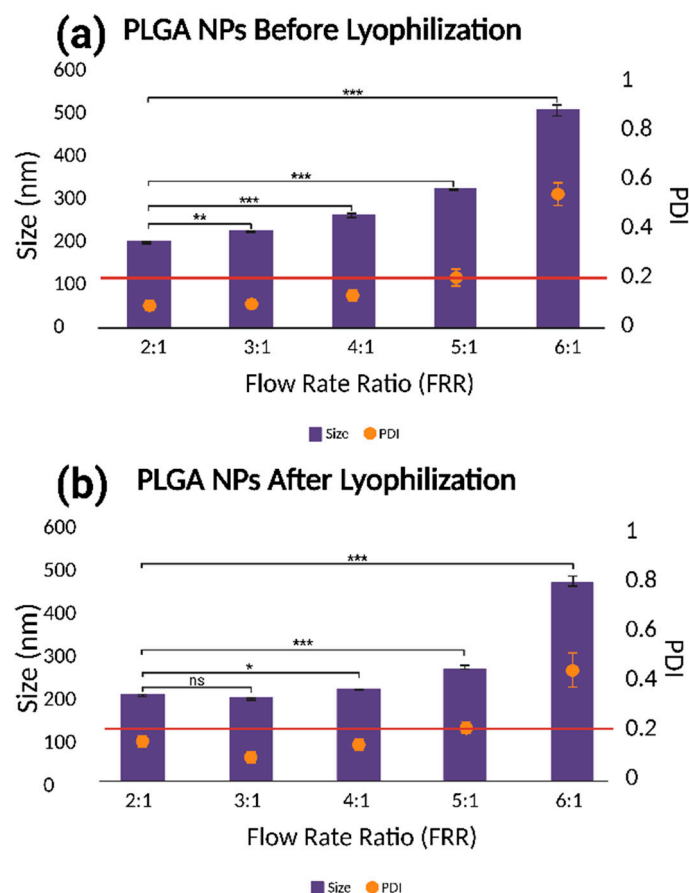 (a) PLGA NPs Before Lyophilization
600
500
400
300
200
100
0
Size (nm)
1
0.8
0.6
0.4
0.2
0
PDI
***
***
***
**
2:1 3:1 4:1 5:1 6:1
Flow Rate Ratio (FRR)
Size PDI
(b) PLGA NPs After Lyophilization
600
500
400
300
200
100
0
Size (nm)
1
0.8
0.6
0.4
0.2
0
PDI
***
***
*
ns
2:1 3:1 4:1 5:1 6:1
Flow Rate Ratio (FRR)
Size PDI